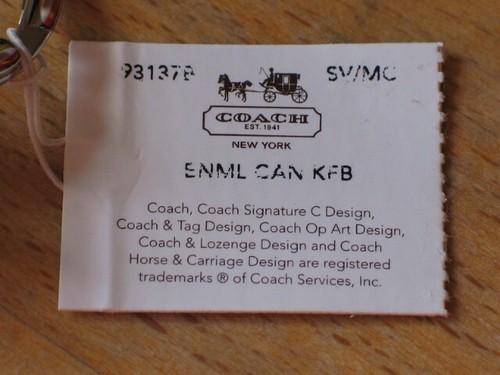 93137B SV/MC
COACH
EST. 1941
NEW YORK
ENML CAN KFB
Coach, Coach Signature C Design,
Coach & Tag Design, Coach Op Art Design,
Coach & Lozenge Design and Coach
Horse & Carriage Design are registered
trademarks ® of Coach Services, Inc.